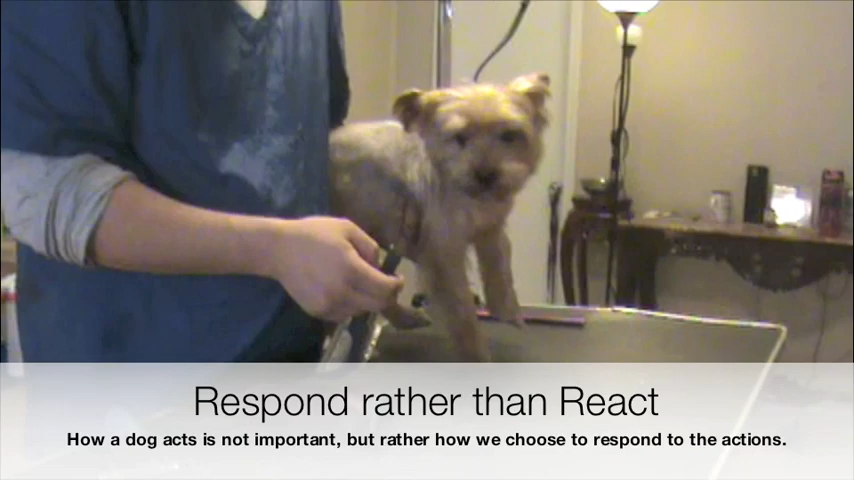 Respond rather than React
How a dog acts is not important, but rather how we choose to respond to the actions.